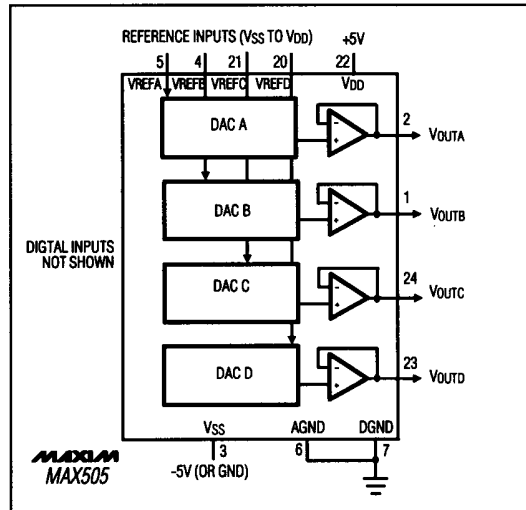 REFERENCE INPUTS (VSS TO VDD) +5V
5 4 21 20 22
VREFA VREFB VREFC VREFD VDD
DAC A
2
VOUTA
DAC B
1
VOUTB
DIGTAL INPUTS
NOT SHOWN
DAC C
24
VOUTC
DAC D
23
VOUTD
VSS AGND DGND
3 6 7
-5V (OR GND)
MAXIM
MAX505